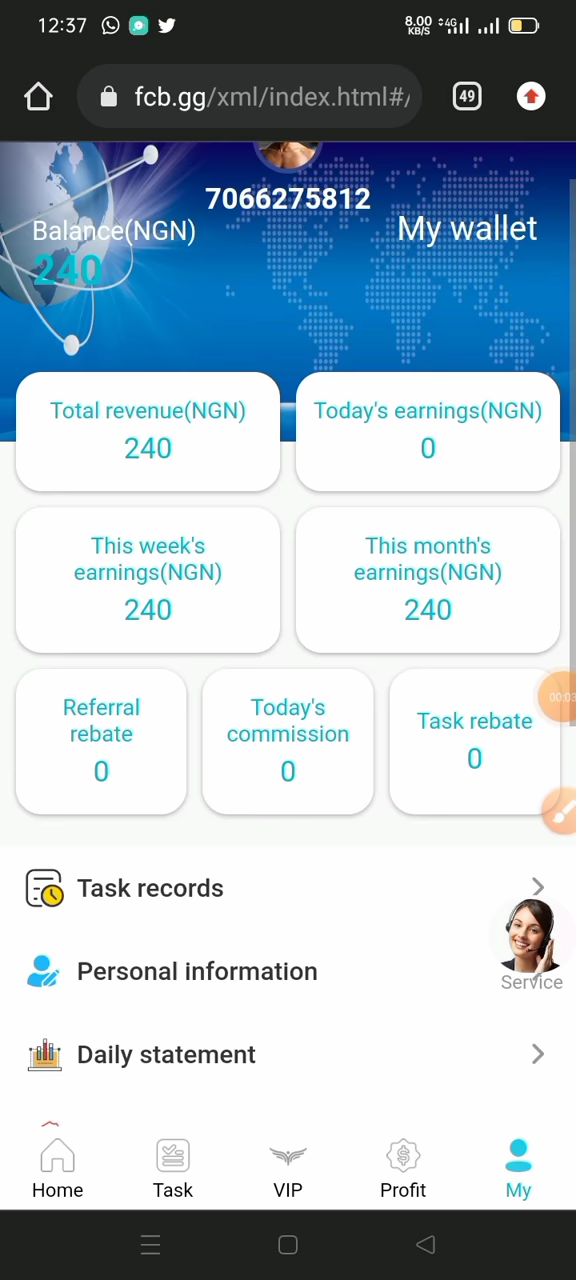 12:37
8.00
KB/S
4G
fcb.gg/xml/index.html#/
49
7066275812
Balance(NGN)
My wallet
240
Total revenue(NGN)
240
Today's earnings(NGN)
0
This week's
earnings(NGN)
240
This month's
earnings(NGN)
240
Referral
rebate
0
Today's
commission
0
Task rebate
0
00:03
Task records
Personal information
Service
Daily statement
Home
Task
VIP
Profit
My